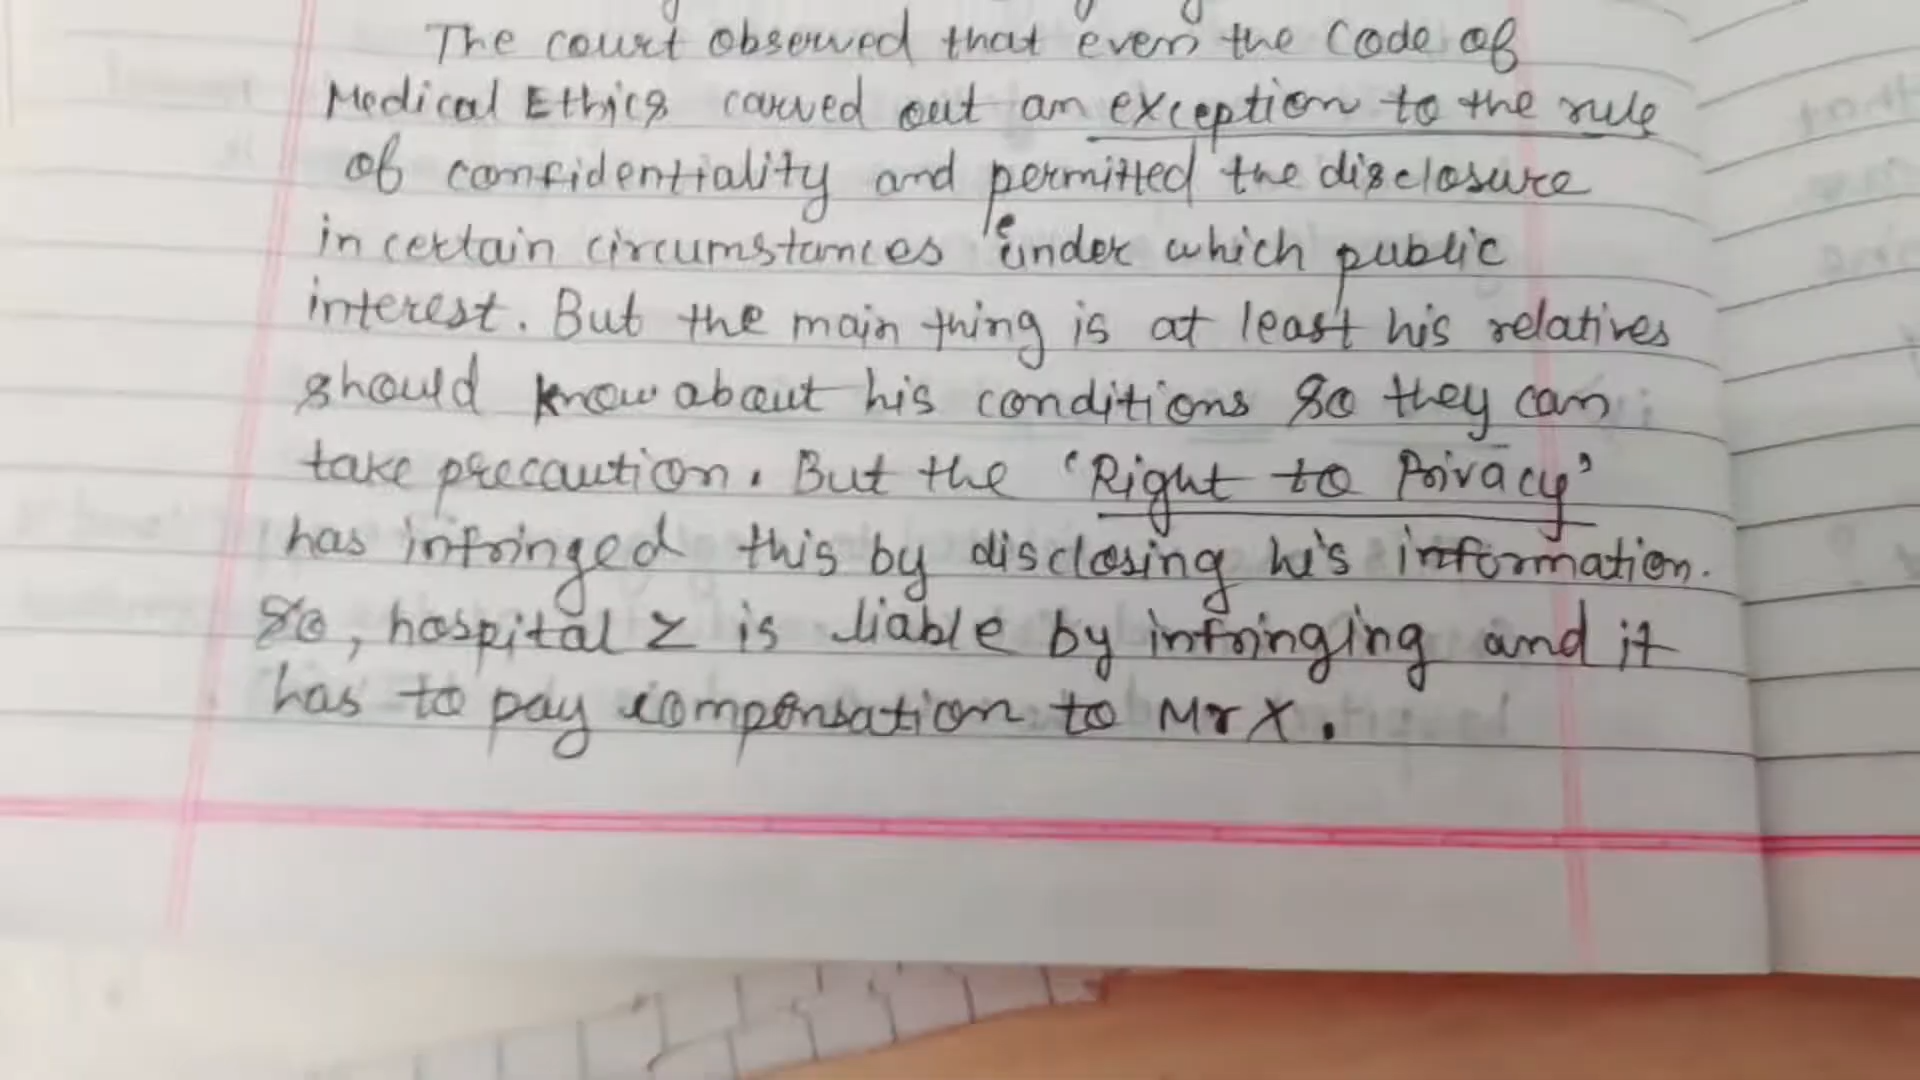 The court observed that even the Code of
Medical Ethics carved out an exception to the rule
of confidentiality and permitted the disclosure
in certain circumstances under which public
interest. But the main thing is at least his relatives
should know about his conditions so they can
take precaution. But the 'Right to Privacy'
has infringed this by disclosing his information.
So, hospital Z is liable by infringing and it
has to pay compensation to Mr X.